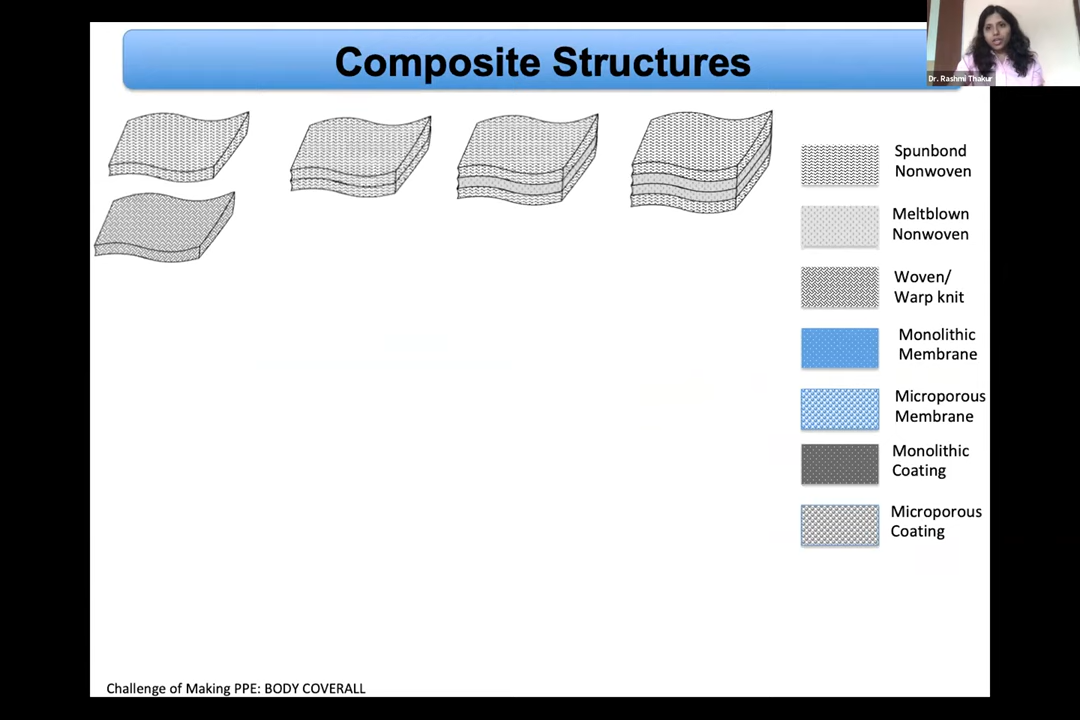 Composite Structures
Dr. Rashmi Thakur
Spunbond
Nonwoven
Meltblown
Nonwoven
Woven/
Warp knit
Monolithic
Membrane
Microporous
Membrane
Monolithic
Coating
Microporous
Coating
Challenge of Making PPE: BODY COVERALL